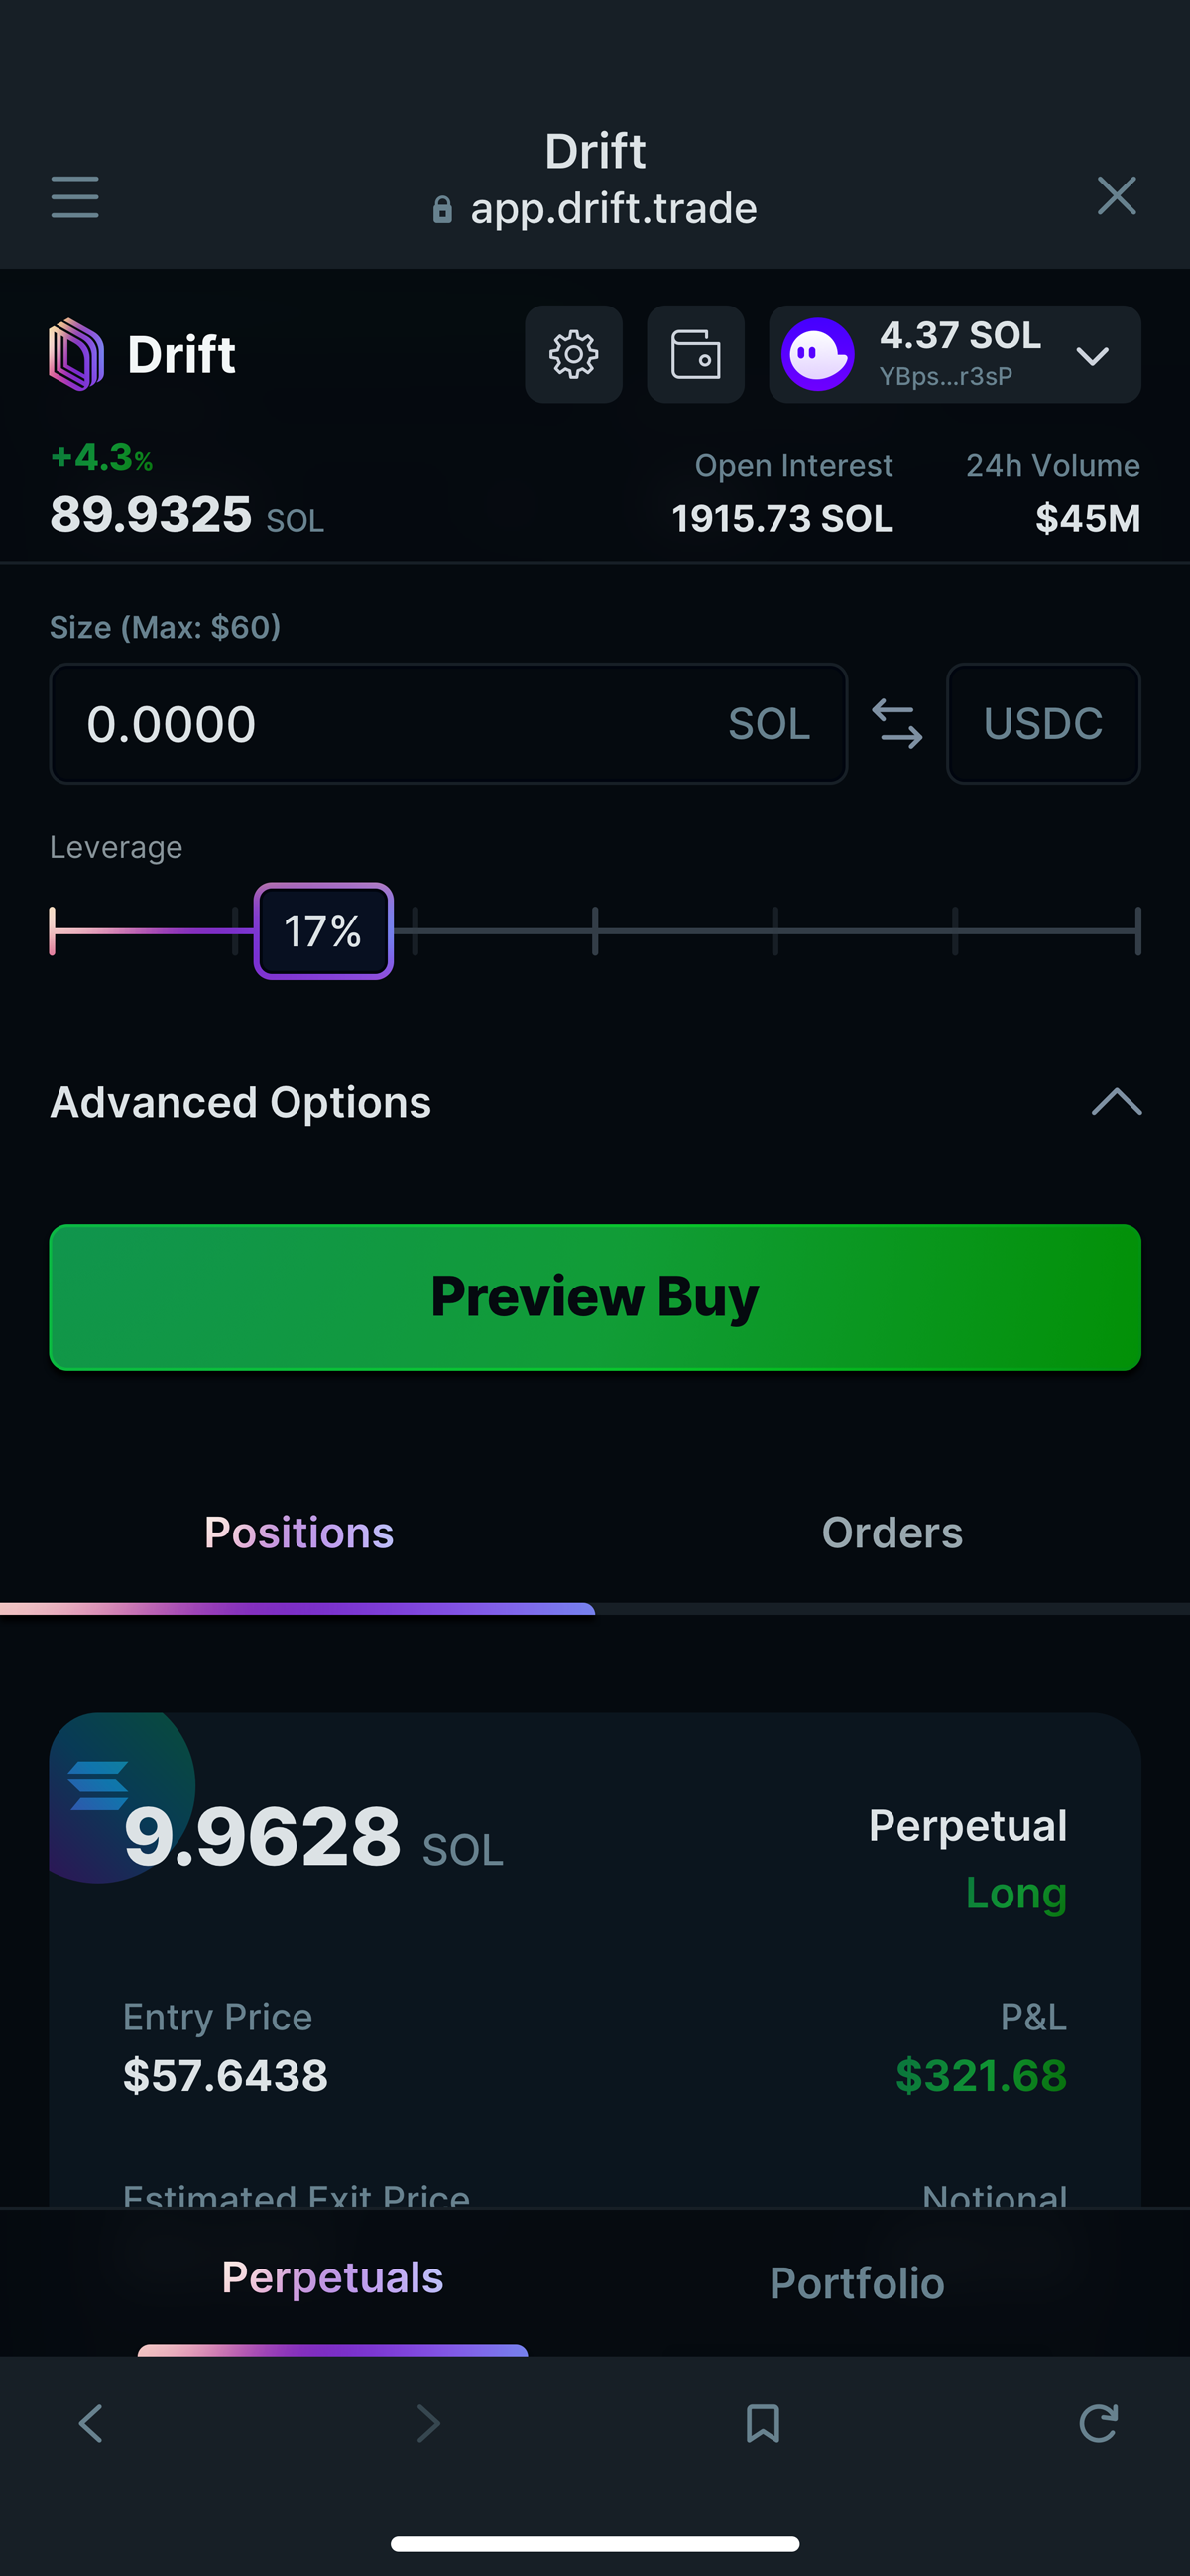 Drift
app.drift.trade
Drift
4.37 SOL
YBps...r3sP
+4.3%
89.9325 SOL
Open Interest
1915.73 SOL
24h Volume
$45M
Size (Max: $60)
0.0000 SOL
USDC
Leverage
17%
Advanced Options
Preview Buy
Positions
Orders
9.9628 SOL
Perpetual
Long
Entry Price
$57.6438
P&L
$321.68
Estimated Exit Price
Notional
Perpetuals
Portfolio